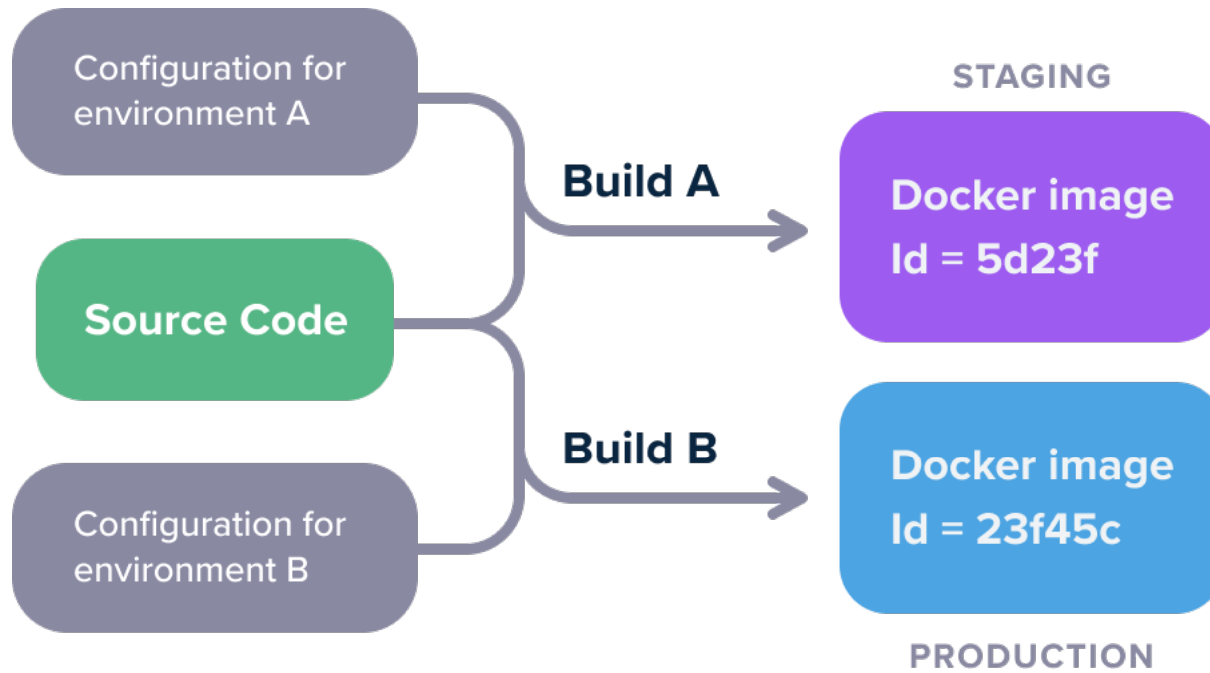 Configuration for
environment A
STAGING
Build A
Docker image
Id = 5d23f
Source Code
Build B
Docker image
Id = 23f45c
Configuration for
environment B
PRODUCTION